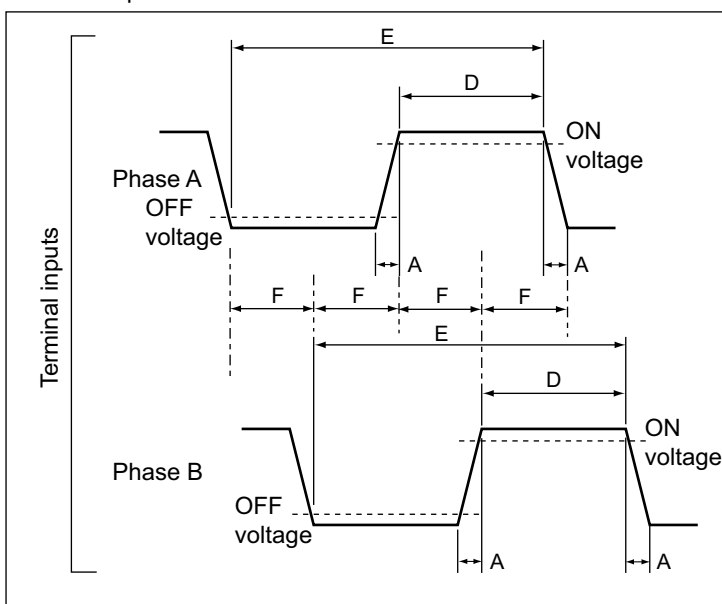 E
D
ON
voltage
Phase A
OFF
voltage
A
A
F
F
F
F
E
D
ON
voltage
Phase B
OFF
voltage
A
A
Terminal inputs